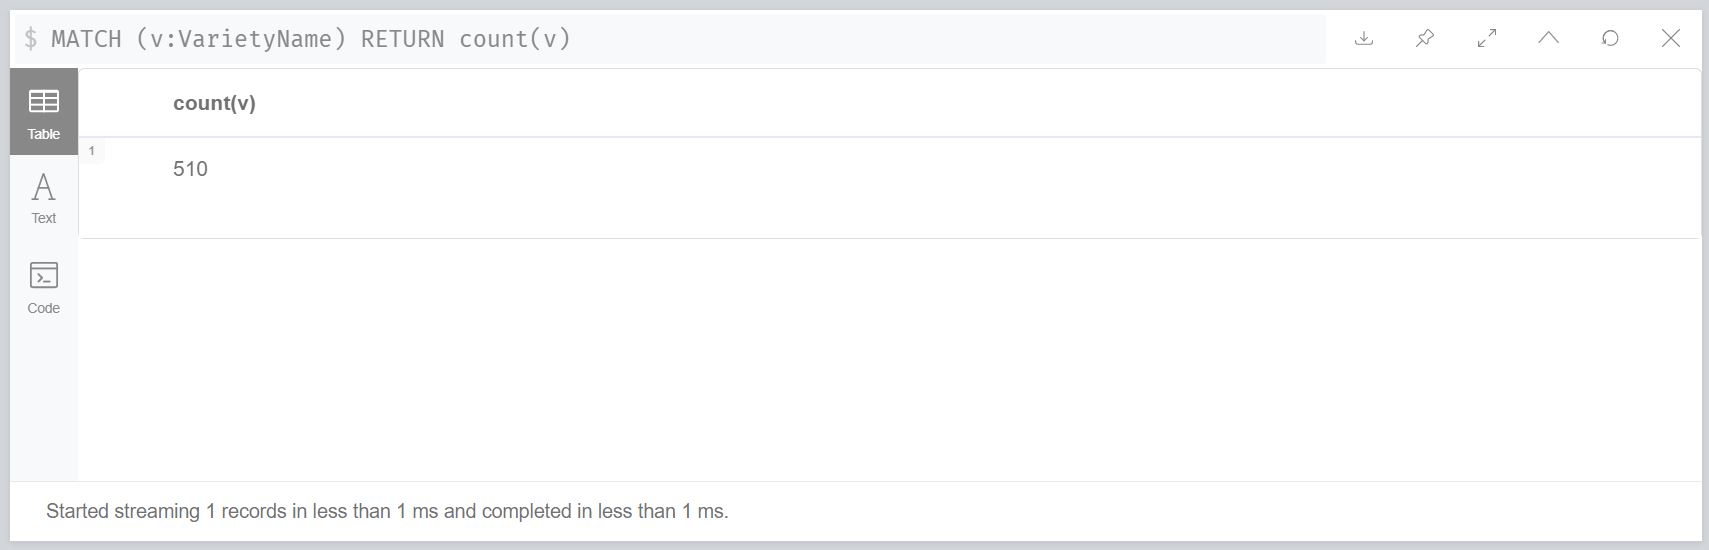 $ MATCH (v:VarietyName) RETURN count(v)
Table
count(v)
1
510
Text
Code
Started streaming 1 records in less than 1 ms and completed in less than 1 ms.